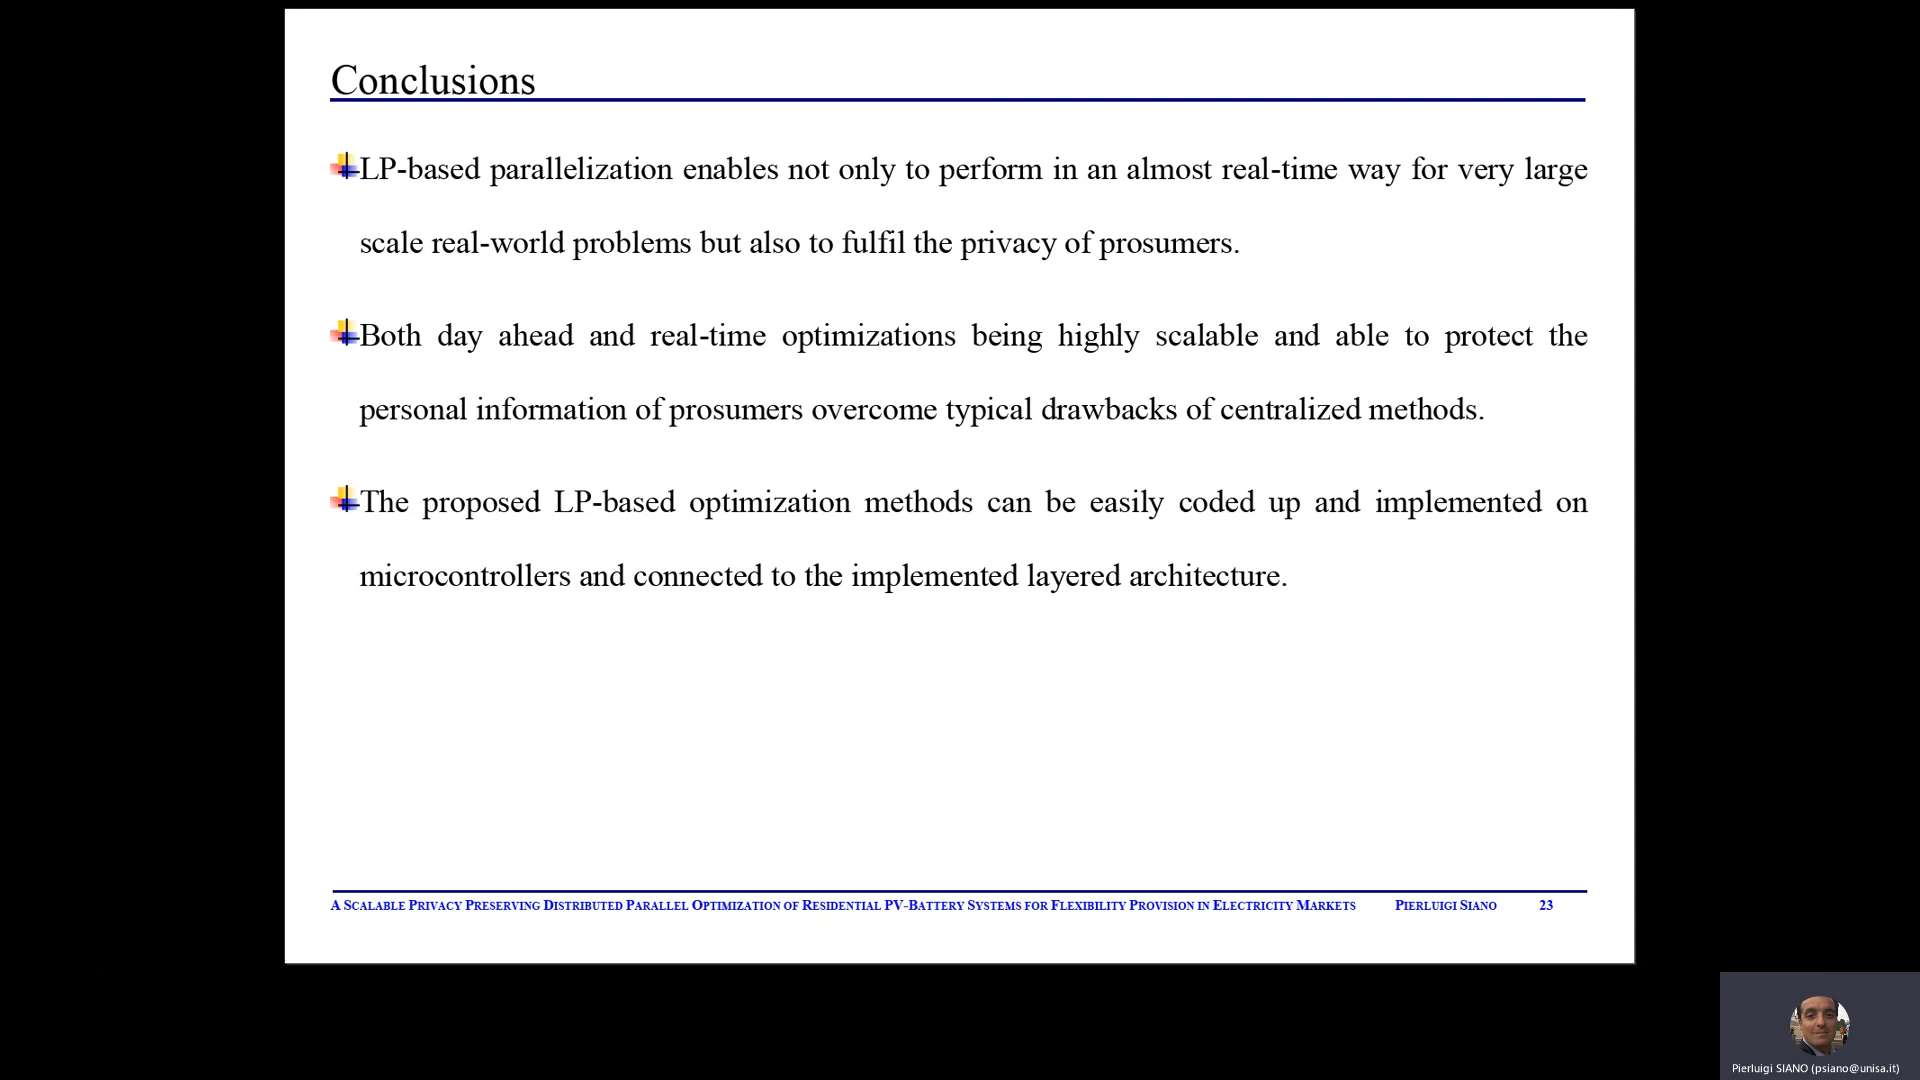 Conclusions
LP-based parallelization enables not only to perform in an almost real-time way for very large
scale real-world problems but also to fulfil the privacy of prosumers.
Both day ahead and real-time optimizations being highly scalable and able to protect the
personal information of prosumers overcome typical drawbacks of centralized methods.
The proposed LP-based optimization methods can be easily coded up and implemented on
microcontrollers and connected to the implemented layered architecture.
A Scalable Privacy Preserving Distributed Parallel Optimization of Residential PV-Battery Systems for Flexibility Provision in Electricity Markets Pierluigi Siano 23
Pierluigi SIANO (psiano@unisa.it)